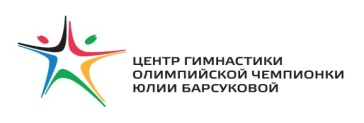 ЦЕНТР ГИМНАСТИКИ
ОЛИМПИЙСКОЙ ЧЕМПИОНКИ
ЮЛИИ БАРСУКОВОЙ